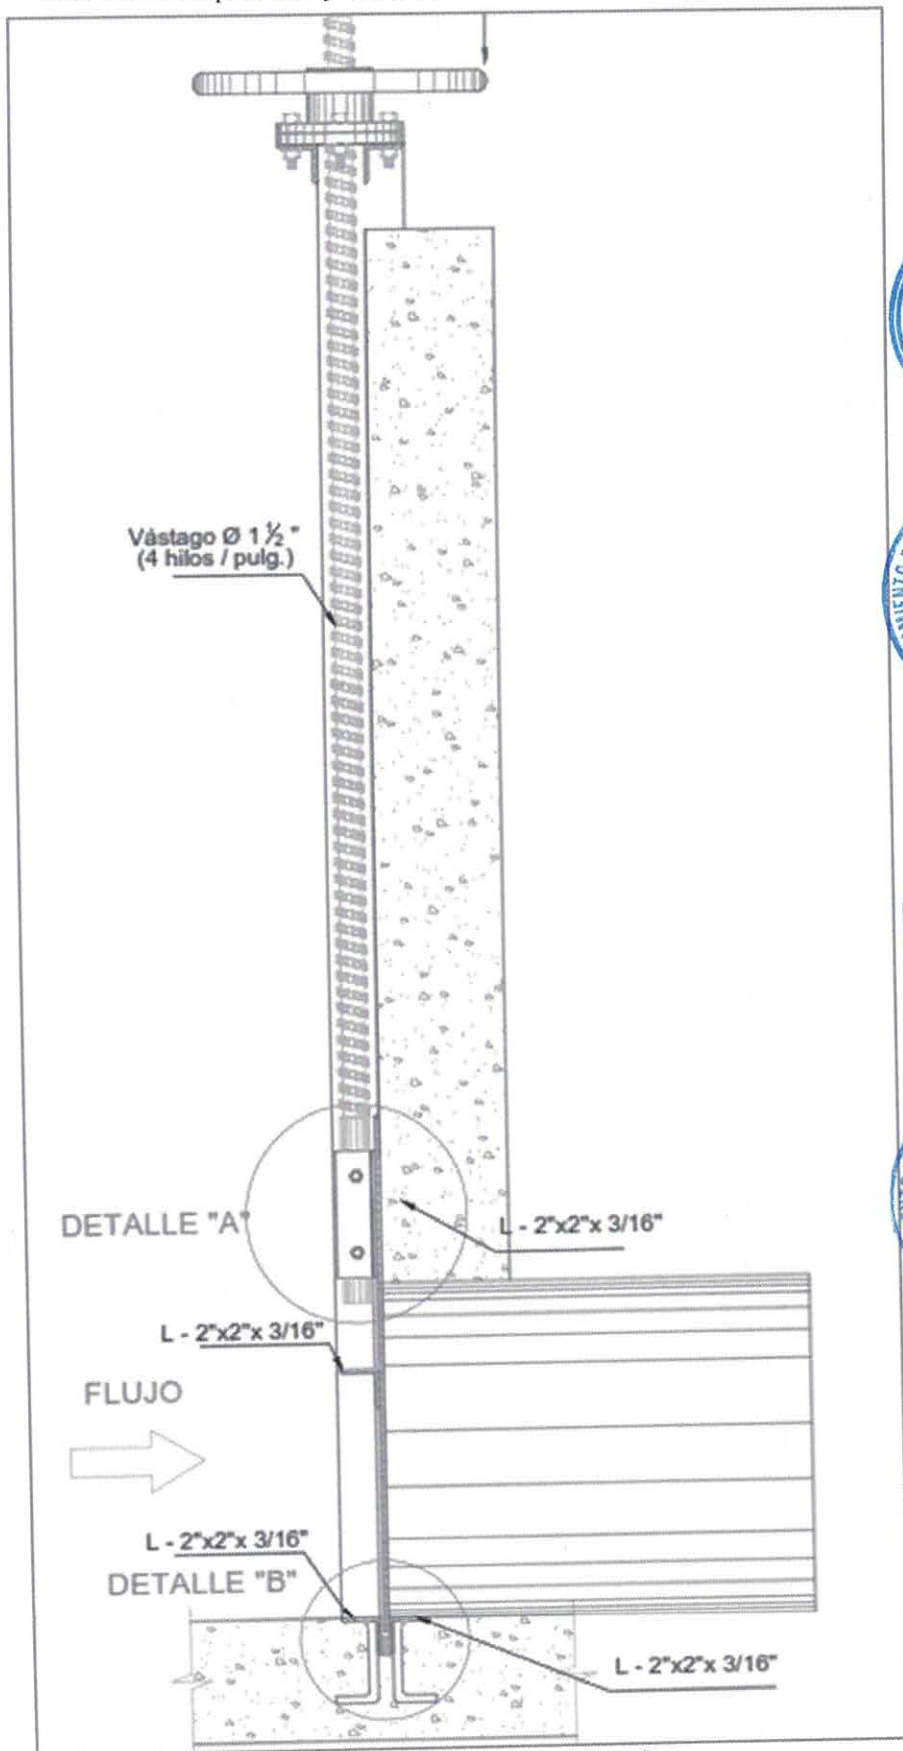 Vástago Ø 1 ½ "
(4 hilos / pulg.)
DETALLE "A"
L - 2"x2"x 3/16"
L - 2"x2"x 3/16"
FLUJO
L - 2"x2"x 3/16"
DETALLE "B"
L - 2"x2"x 3/16"